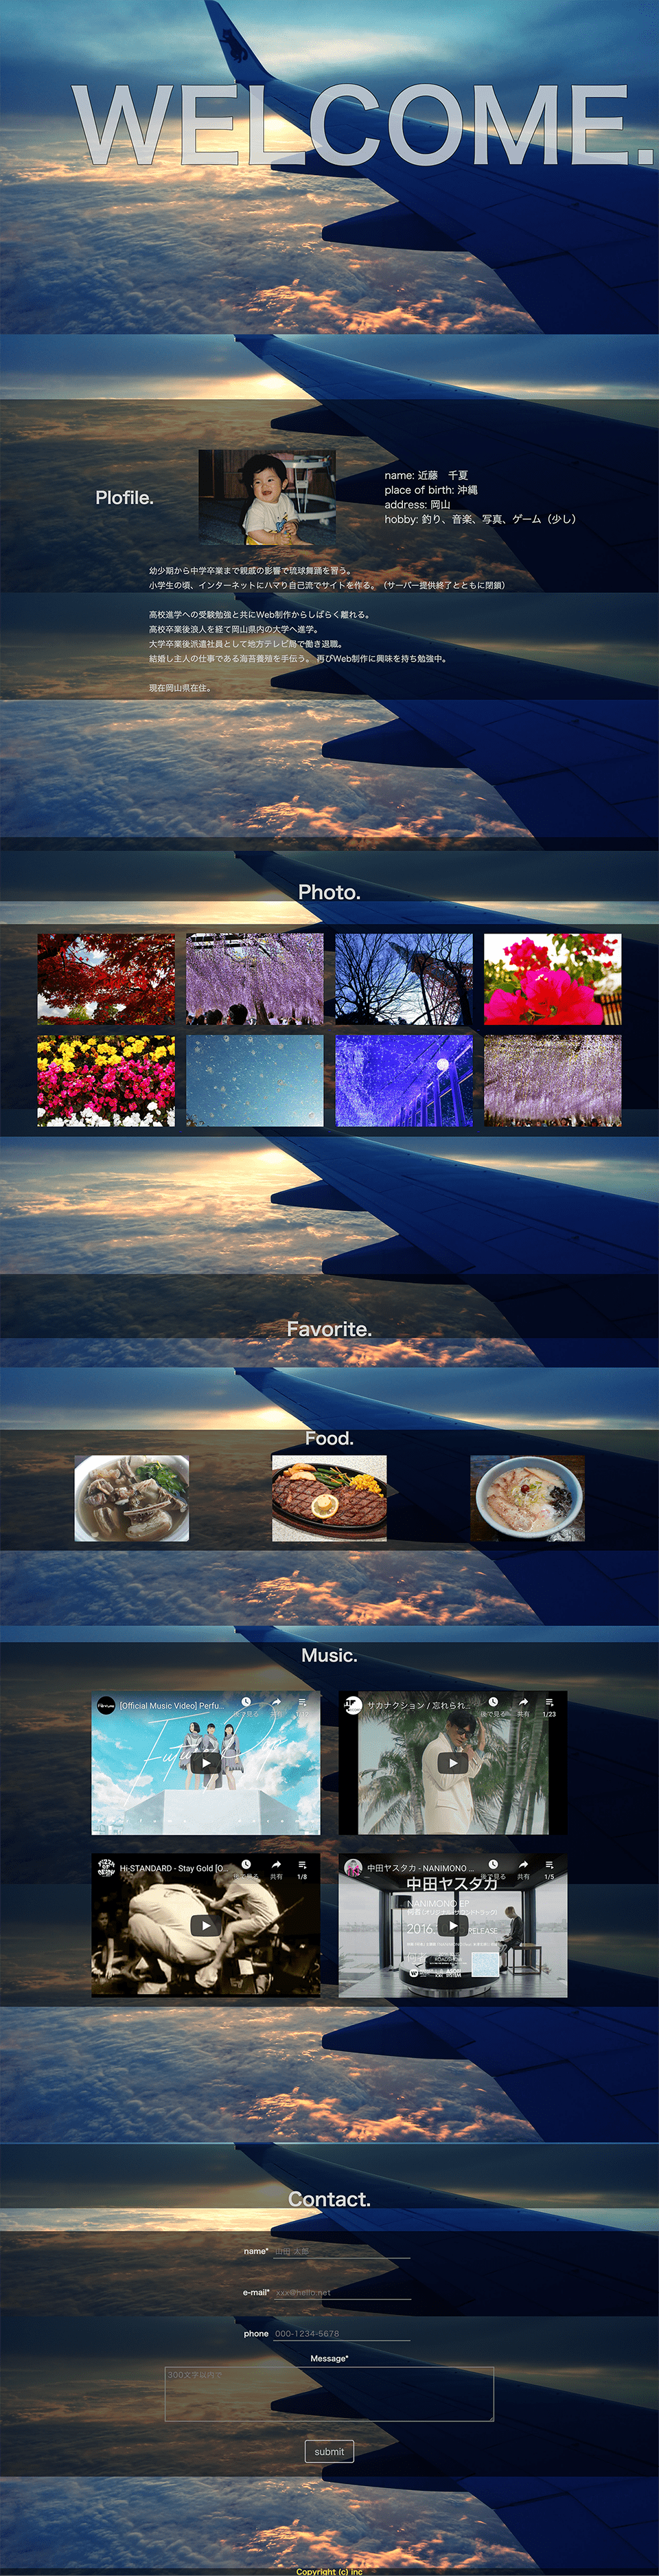 WELCOME.
Plofile.
name: 近藤　千夏
place of birth: 沖縄
address: 岡山
hobby: 釣り、音楽、写真、ゲーム（少し）
幼少期から中学卒業まで親戚の影響で琉球舞踊を習う。
小学生の頃、インターネットにハマり自己流でサイトを作る。（サーバー提供終了とともに閉鎖）
高校進学への受験勉強と共にWeb制作からしばらく離れる。
高校卒業後浪人を経て岡山県内の大学へ進学。
大学卒業後派遣社員として地方テレビ局で働き退職。
結婚し主人の仕事である海苔養殖を手伝う。 再びWeb制作に興味を持ち勉強中。
現在岡山県在住。
Photo.
Favorite.
Food.
Music.
[Official Music Video] Perfu...
後で見る 共有
サカナクション / 忘れられ...
後で見る 共有 1/23
Hi-STANDARD - Stay Gold [O...
後で見る 共有 1/8
中田ヤスタカ - NANIMONO ...
後で見る 共有 1/5
中田ヤスタカ
NANIMONO EP
2016. RELEASE
Contact.
name* 山田 太郎
e-mail* xxx@hello.net
phone 000-1234-5678
Message*
300文字以内で
submit
Copyright (c) inc